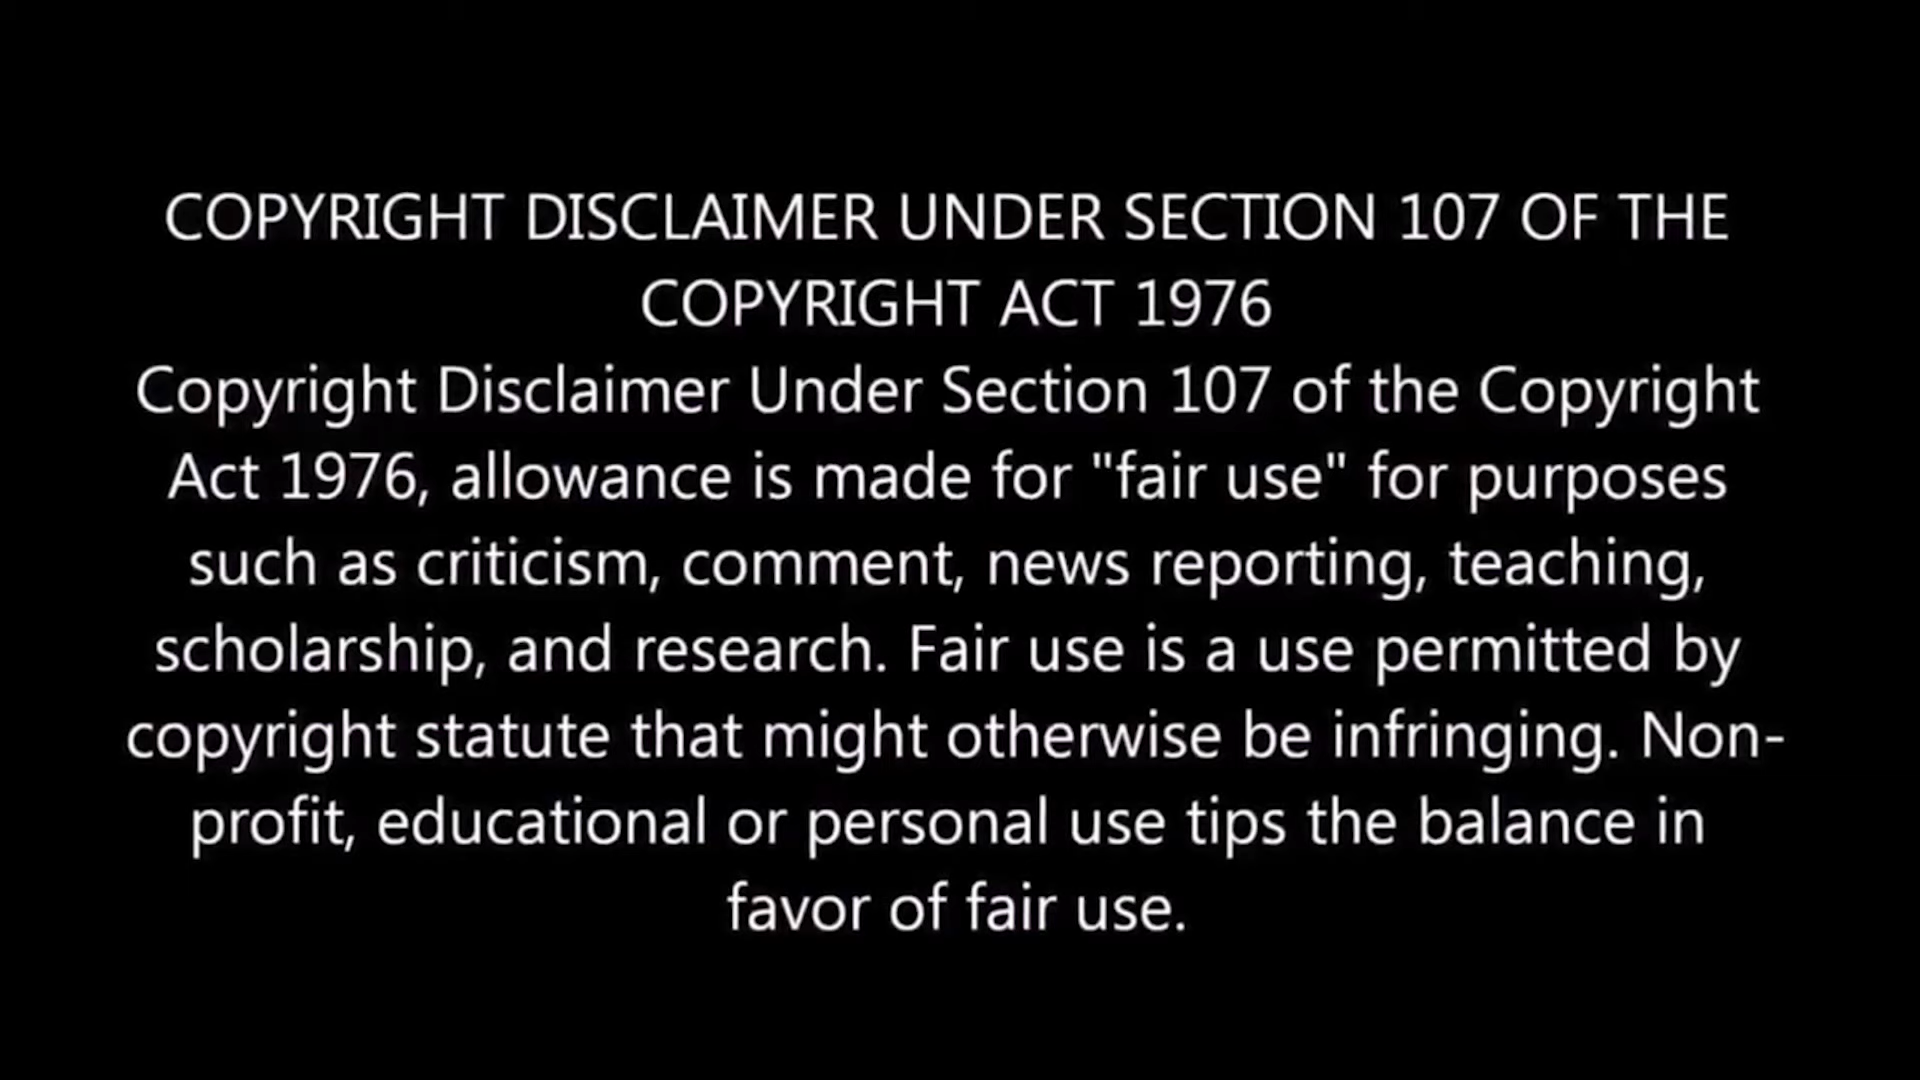 COPYRIGHT DISCLAIMER UNDER SECTION 107 OF THE
COPYRIGHT ACT 1976
Copyright Disclaimer Under Section 107 of the Copyright
Act 1976, allowance is made for "fair use" for purposes
such as criticism, comment, news reporting, teaching,
scholarship, and research. Fair use is a use permitted by
copyright statute that might otherwise be infringing. Non-
profit, educational or personal use tips the balance in
favor of fair use.